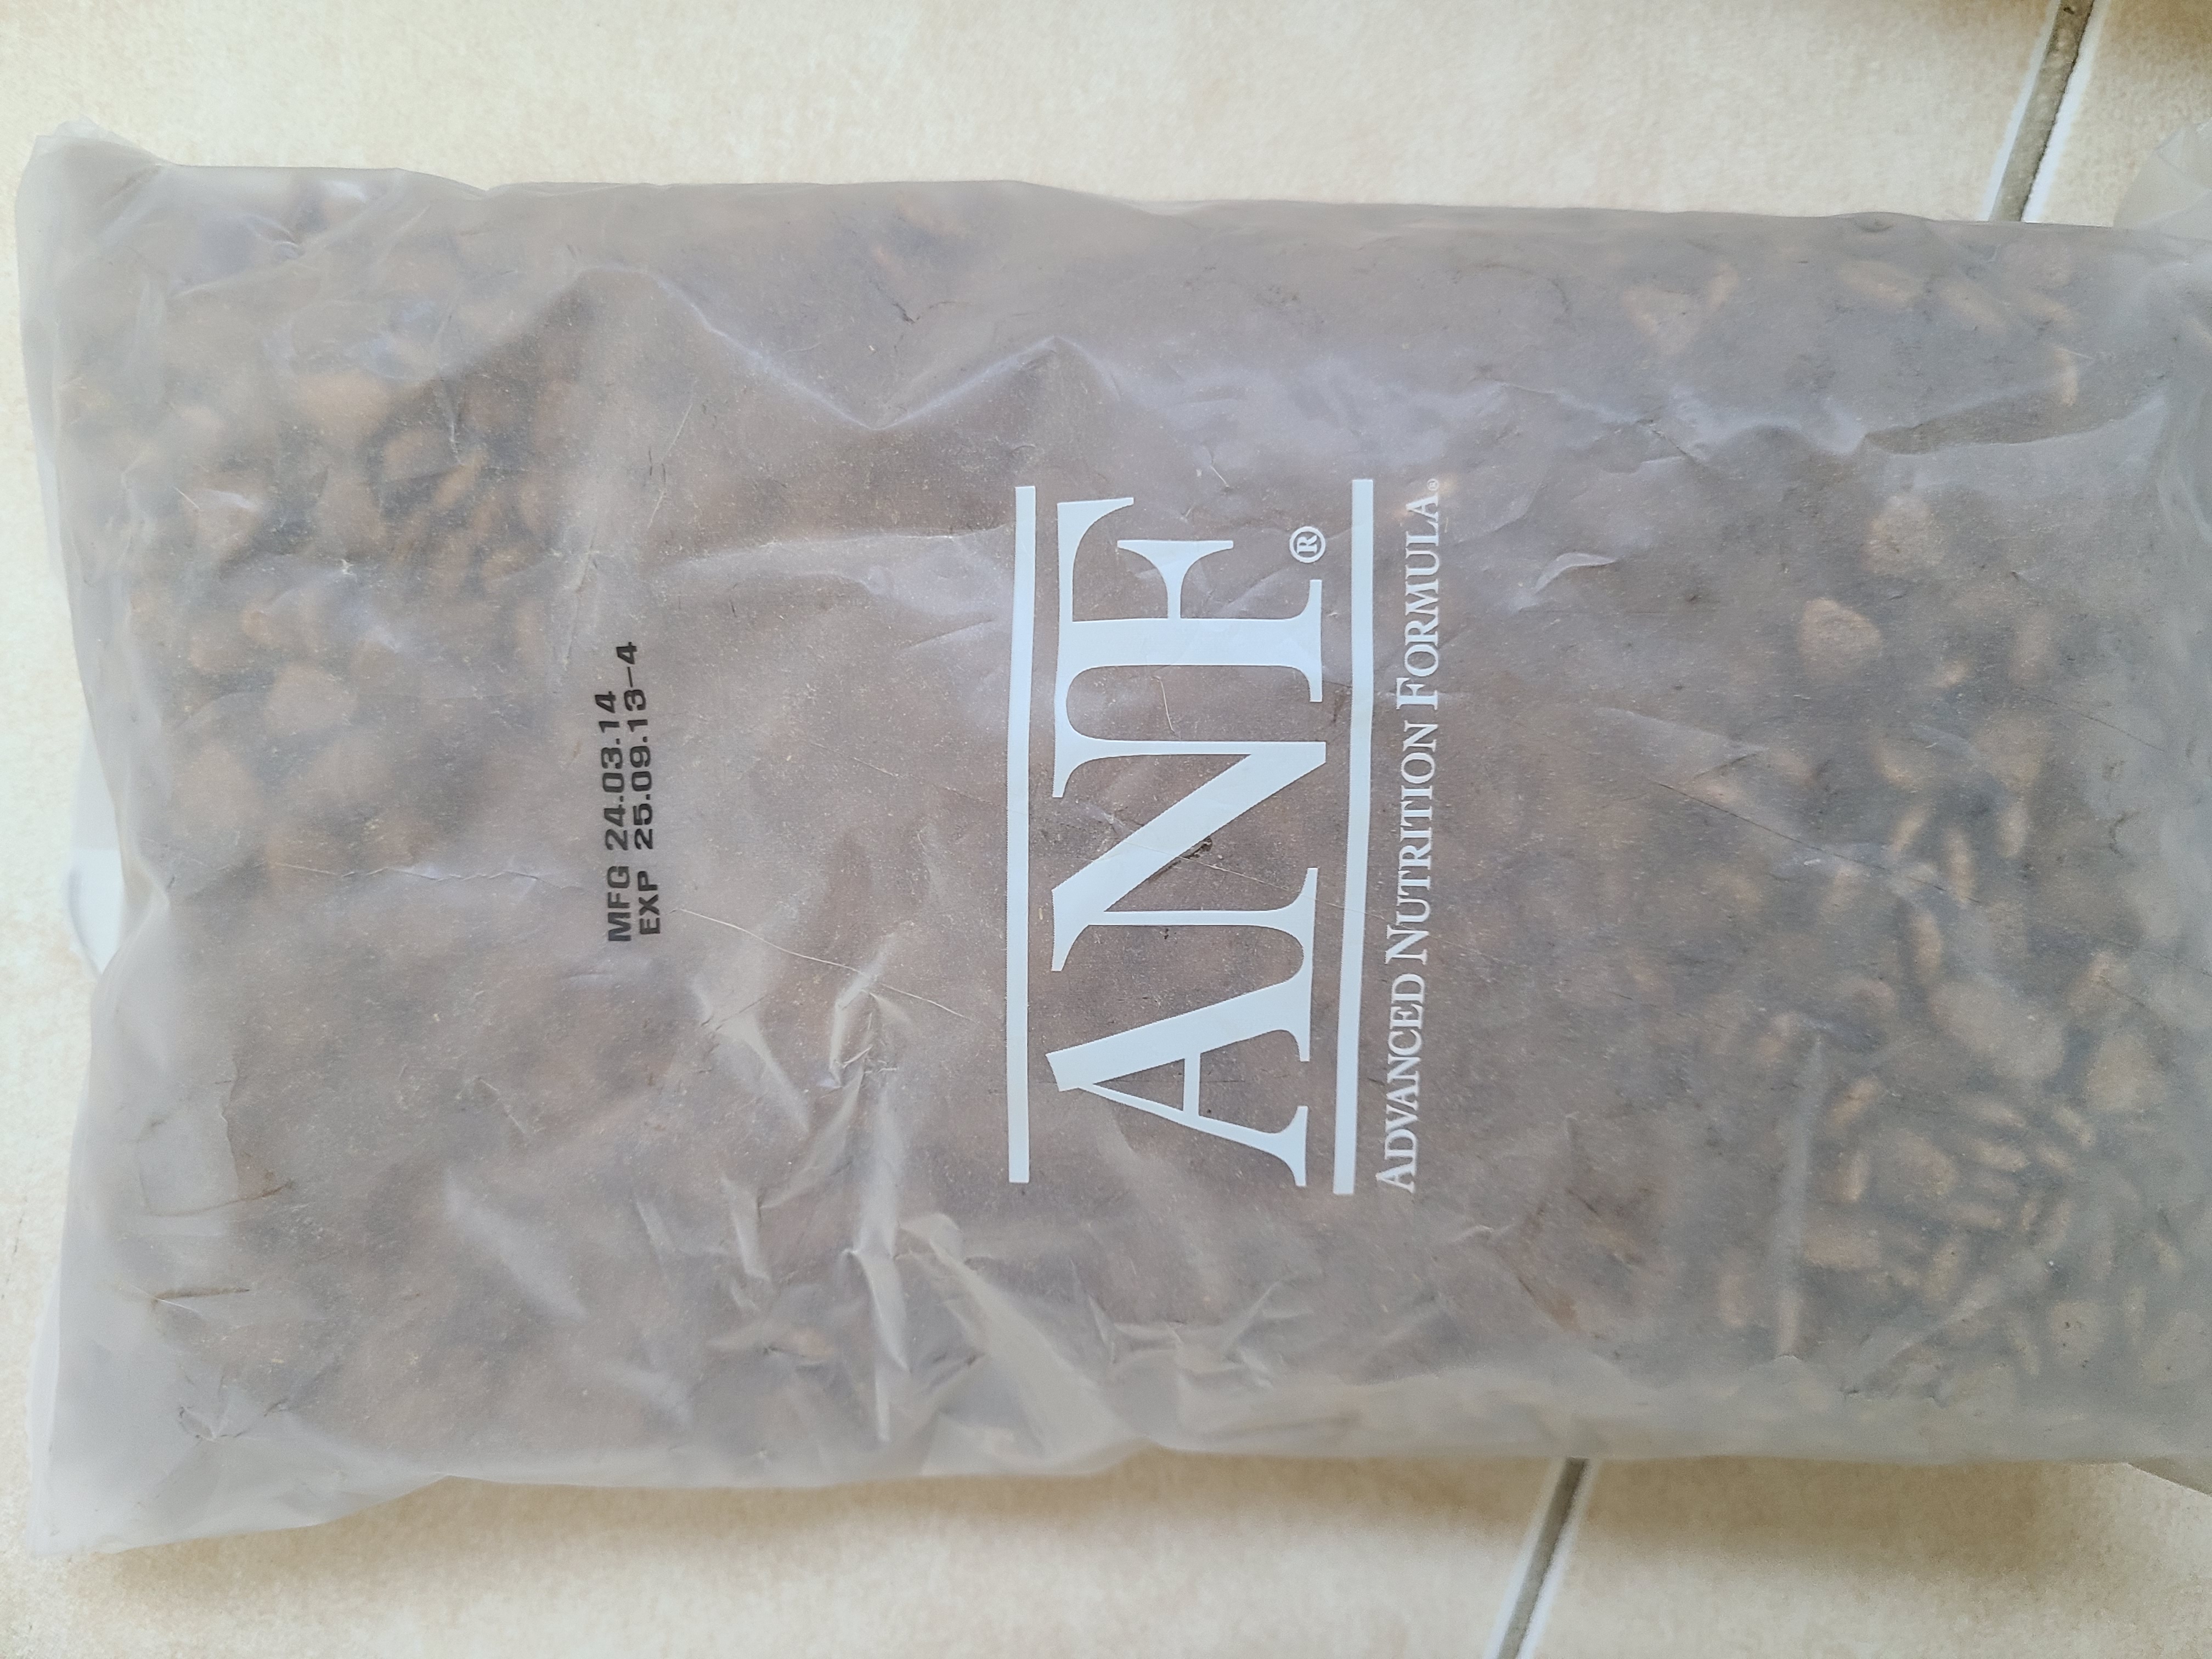 MFG 24.03.14
EXP 25.09.13-4
ANF®
ADVANCED NUTRITION FORMULA®